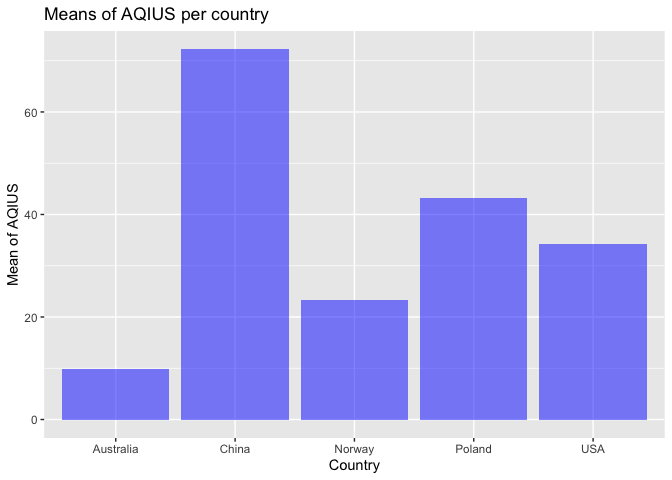 Means of AQIUS per country
Mean of AQIUS
60
40
20
0
Australia China Norway Poland USA
Country